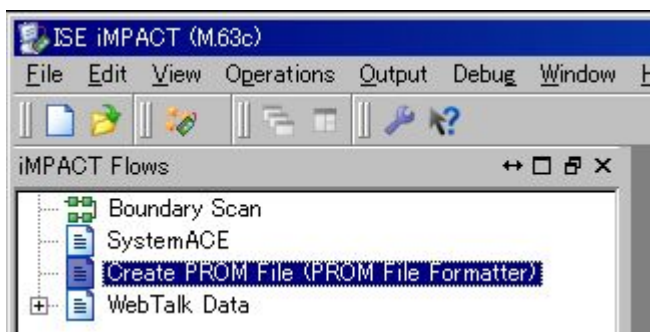 ISE iMPACT (M.63c)
File Edit View Operations Output Debug Window H
iMPACT Flows
Boundary Scan
SystemACE
Create PROM File (PROM File Formatter)
WebTalk Data